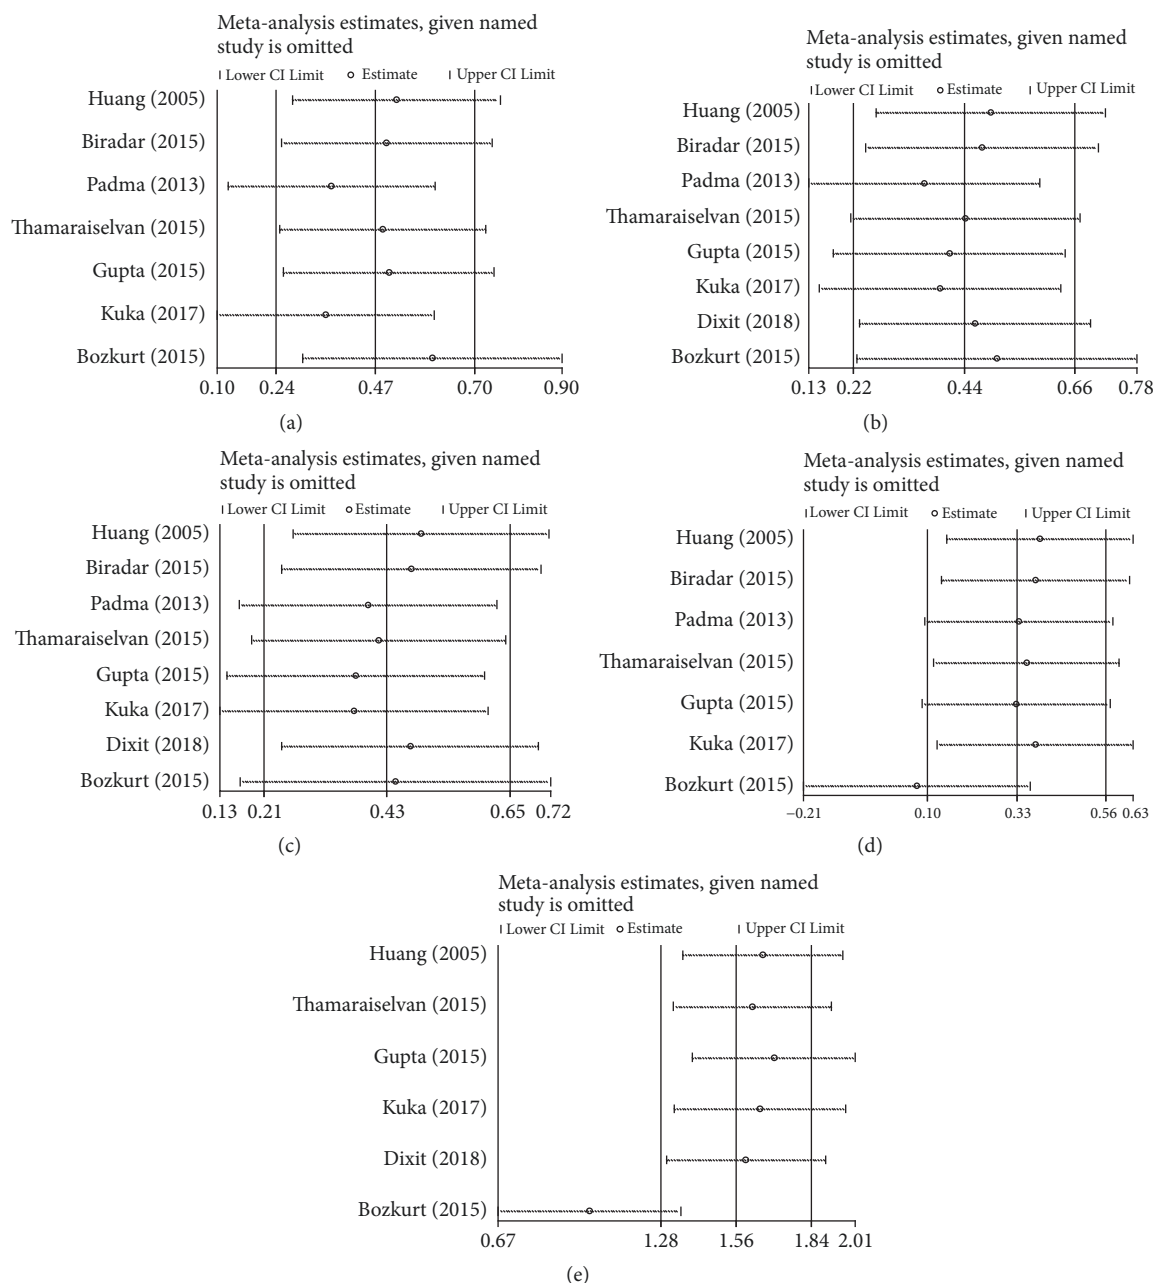 Meta-analysis estimates, given named
study is omitted
Lower CI Limit Estimate Upper CI Limit
Huang (2005)
Biradar (2015)
Padma (2013)
Thamaraiselvan (2015)
Gupta (2015)
Kuka (2017)
Bozkurt (2015)
0.10 0.24 0.47 0.70 0.90
(a)
Meta-analysis estimates, given named
study is omitted
Lower CI Limit Estimate Upper CI Limit
Huang (2005)
Biradar (2015)
Padma (2013)
Thamaraiselvan (2015)
Gupta (2015)
Kuka (2017)
Dixit (2018)
Bozkurt (2015)
0.13 0.22 0.44 0.66 0.78
(b)
Meta-analysis estimates, given named
study is omitted
Lower CI Limit Estimate Upper CI Limit
Huang (2005)
Biradar (2015)
Padma (2013)
Thamaraiselvan (2015)
Gupta (2015)
Kuka (2017)
Dixit (2018)
Bozkurt (2015)
0.13 0.21 0.43 0.65 0.72
(c)
Meta-analysis estimates, given named
study is omitted
Lower CI Limit Estimate Upper CI Limit
Huang (2005)
Biradar (2015)
Padma (2013)
Thamaraiselvan (2015)
Gupta (2015)
Kuka (2017)
Bozkurt (2015)
−0.21 0.10 0.33 0.56 0.63
(d)
Meta-analysis estimates, given named
study is omitted
Lower CI Limit Estimate Upper CI Limit
Huang (2005)
Thamaraiselvan (2015)
Gupta (2015)
Kuka (2017)
Dixit (2018)
Bozkurt (2015)
0.67 1.28 1.56 1.84 2.01
(e)